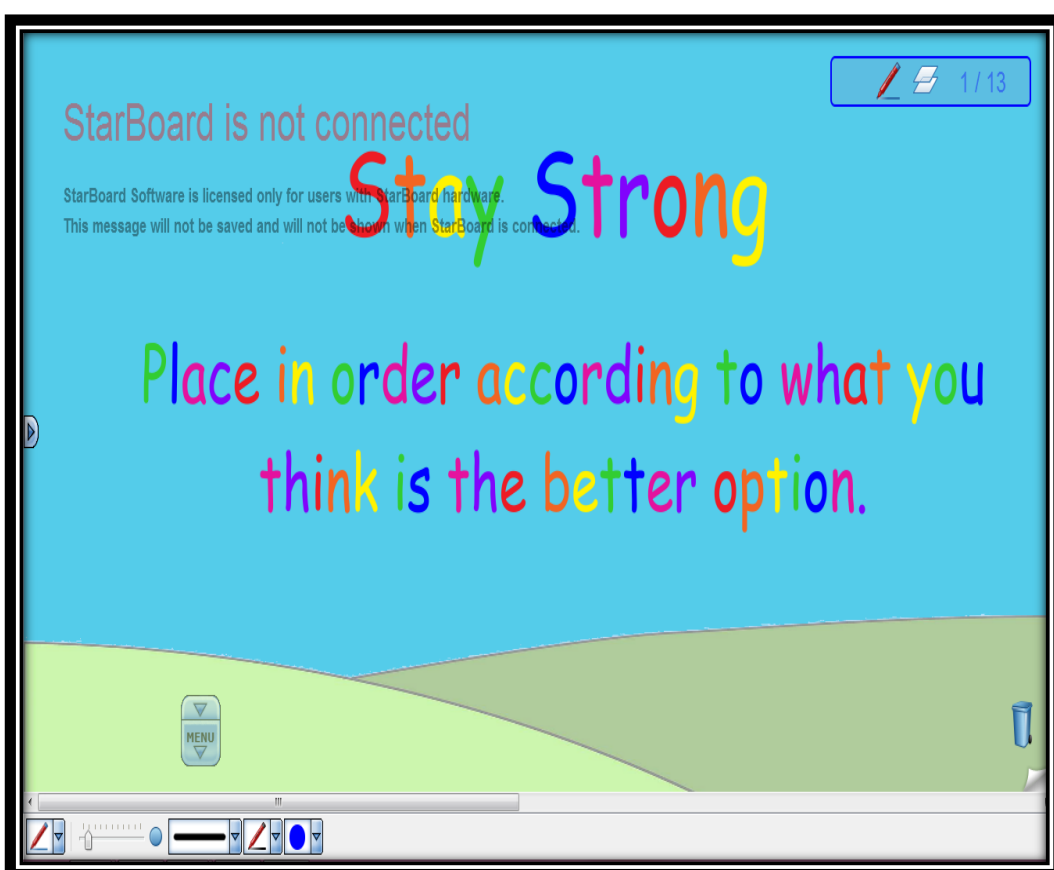 1 / 13
StarBoard is not connected
Stay Strong
StarBoard Software is licensed only for users with StarBoard hardware.
This message will not be saved and will not be shown when StarBoard is connected.
Place in order according to what you
think is the better option.
MENU